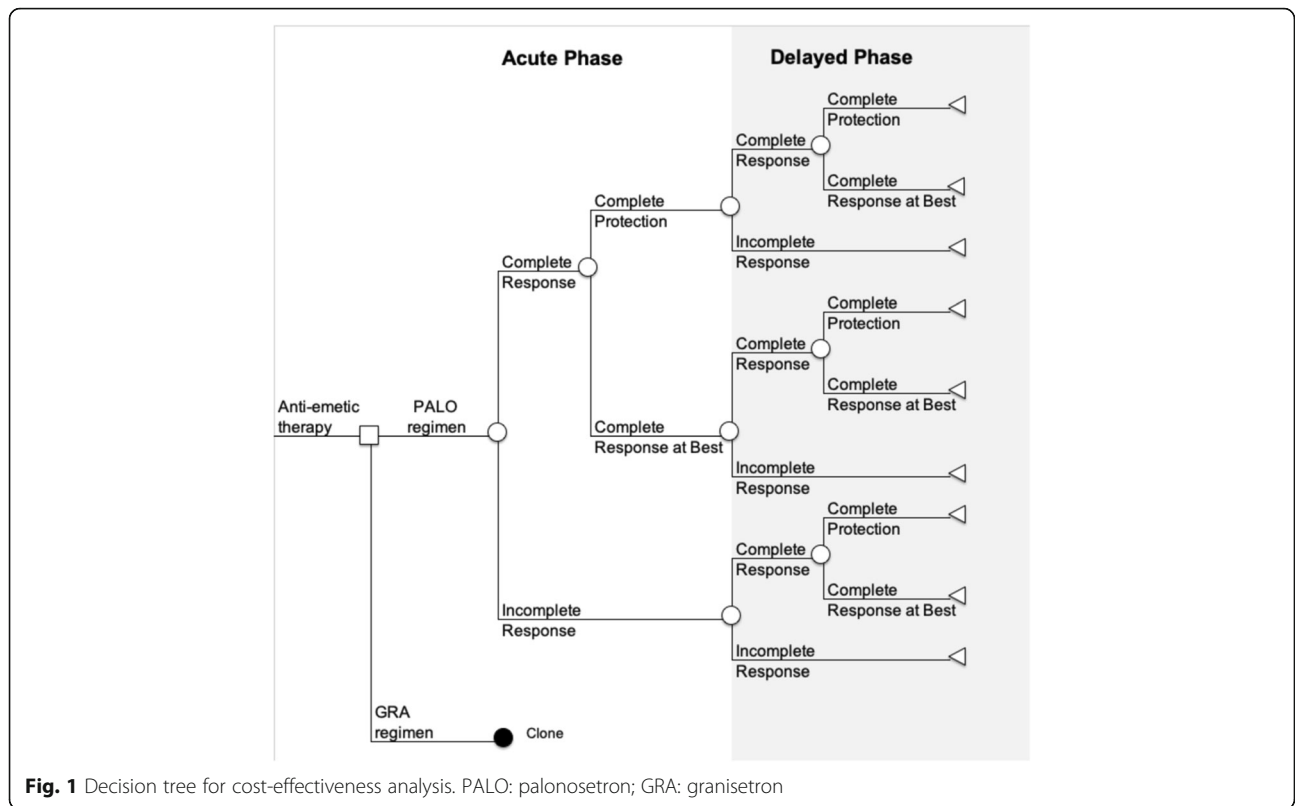 Acute Phase
Delayed Phase
Complete
Protection
Complete
Response
Complete
Response at Best
Complete
Protection
Incomplete
Response
Complete
Response
Complete
Protection
Complete
Response
Complete
Response at Best
Anti-emetic
therapy
PALO
regimen
Complete
Response at Best
Incomplete
Response
Complete
Protection
Complete
Response
Complete
Response at Best
Incomplete
Response
Incomplete
Response
GRA
regimen
Clone
Fig. 1 Decision tree for cost-effectiveness analysis. PALO: palonosetron; GRA: granisetron